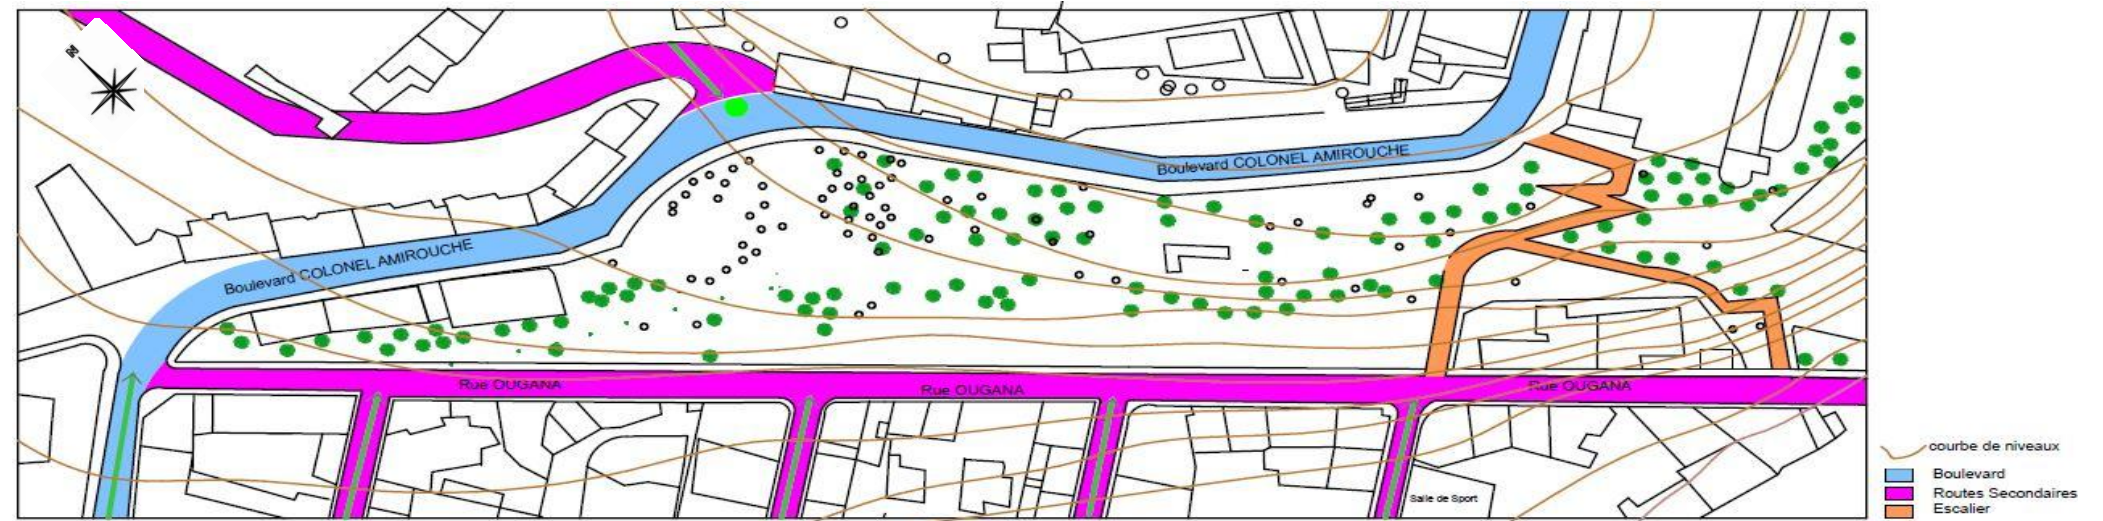 N
Boulevard COLONEL AMIROUCHE
Boulevard COLONEL AMIROUCHE
Rue OUGANA
Rue OUGANA
Rue OUGANA
Salle de Sport
courbe de niveaux
Boulevard
Routes Secondaires
Escalier